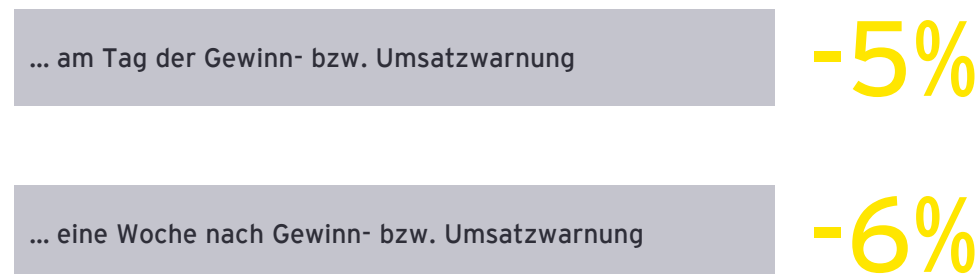 ... am Tag der Gewinn- bzw. Umsatzwarnung -5%
... eine Woche nach Gewinn- bzw. Umsatzwarnung -6%